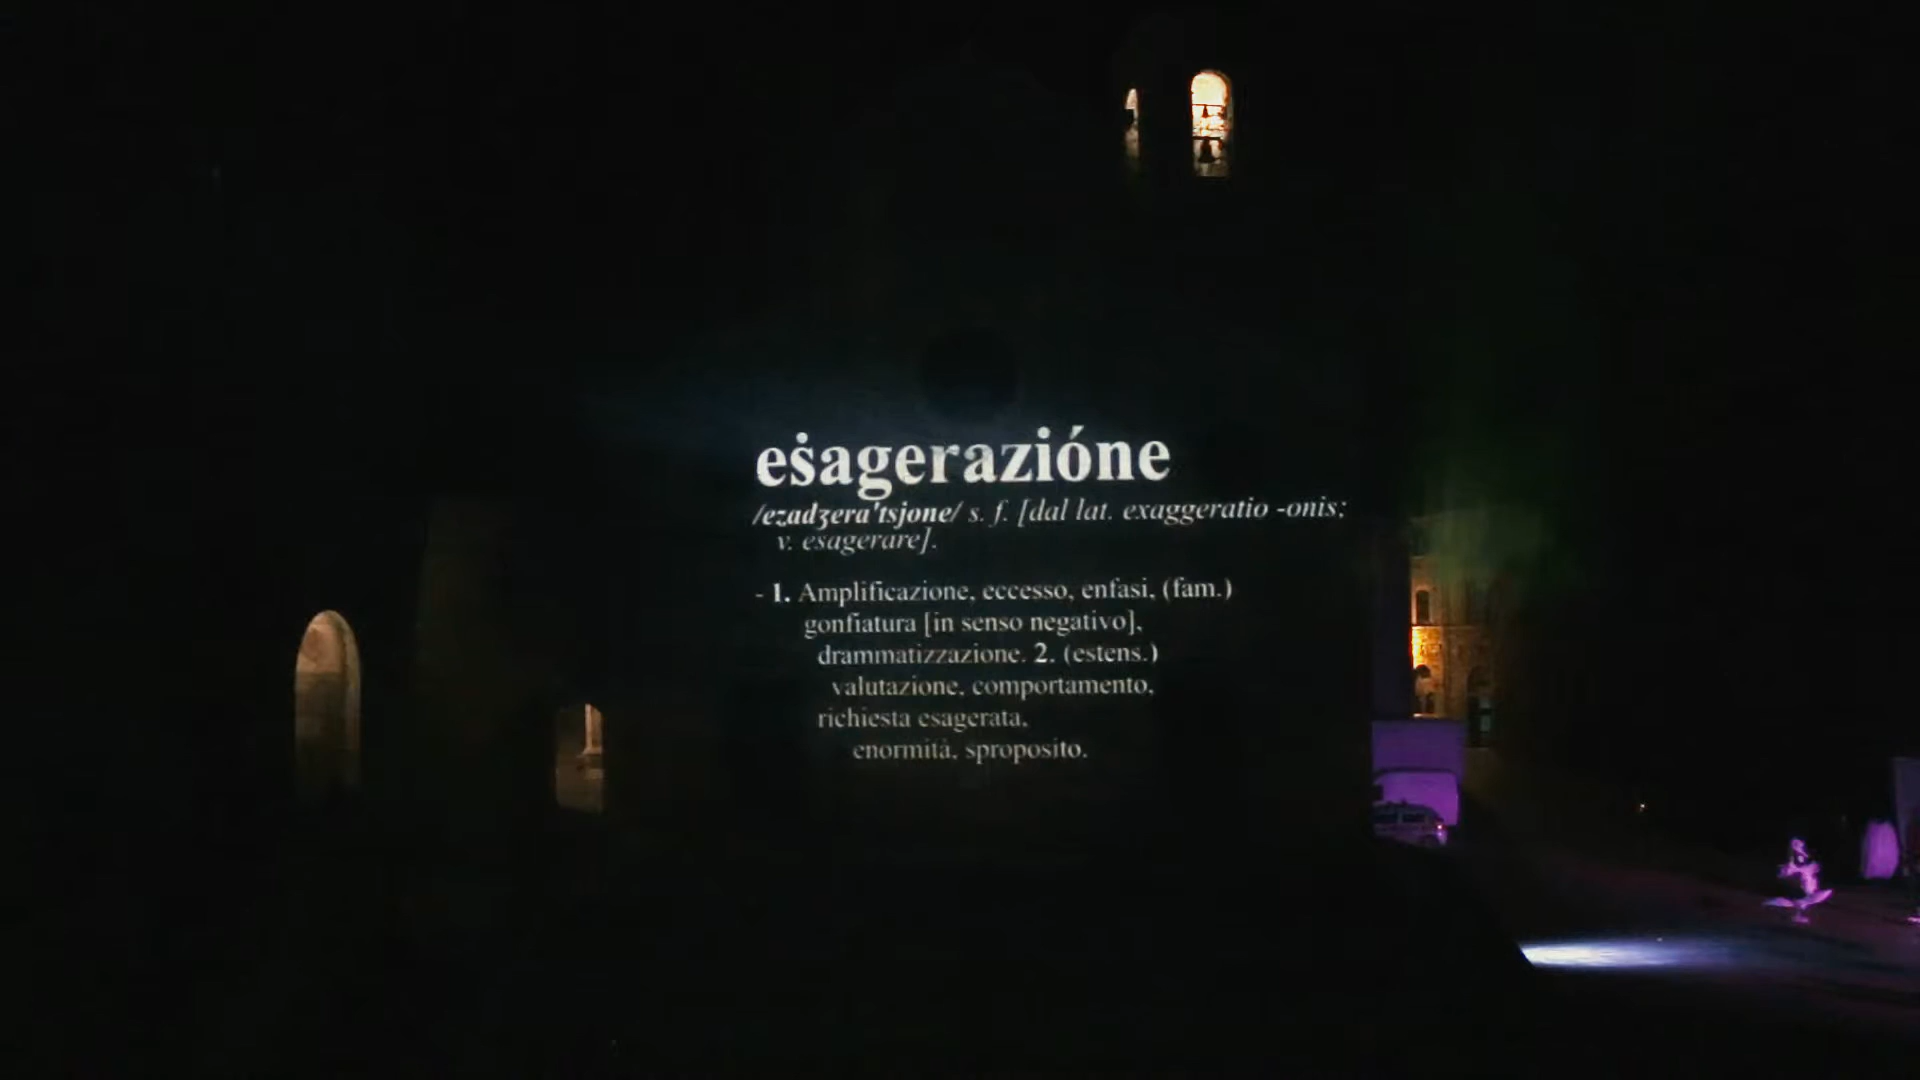 eṡagerazióne
/ezadʒera'tsjone/ s. f. [dal lat. exaggeratio -onis;
v. esagerare].
- 1. Amplificazione, eccesso, enfasi, (fam.)
gonfiatura [in senso negativo],
drammatizzazione. 2. (estens.)
valutazione, comportamento,
richiesta esagerata,
enormità, sproposito.